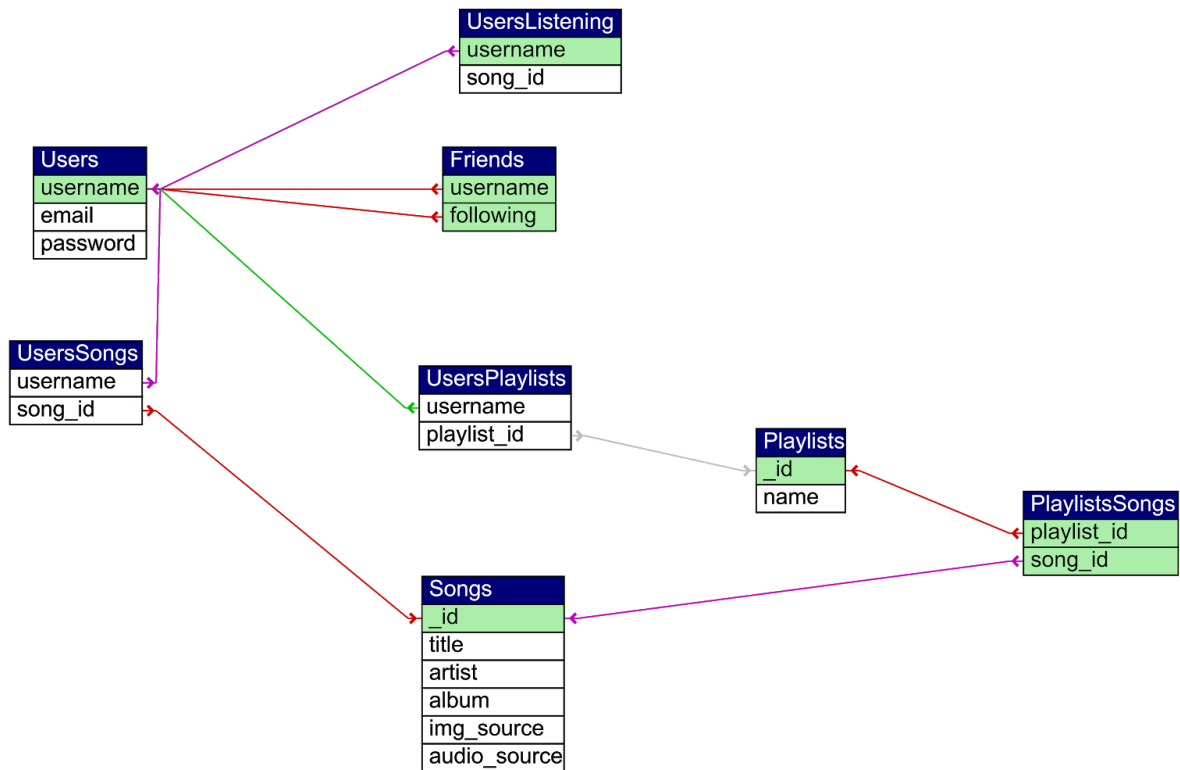 UsersListening
username
song_id
Users
username
email
password
Friends
username
following
UsersSongs
username
song_id
UsersPlaylists
username
playlist_id
Playlists
_id
name
PlaylistsSongs
playlist_id
song_id
Songs
_id
title
artist
album
img_source
audio_source